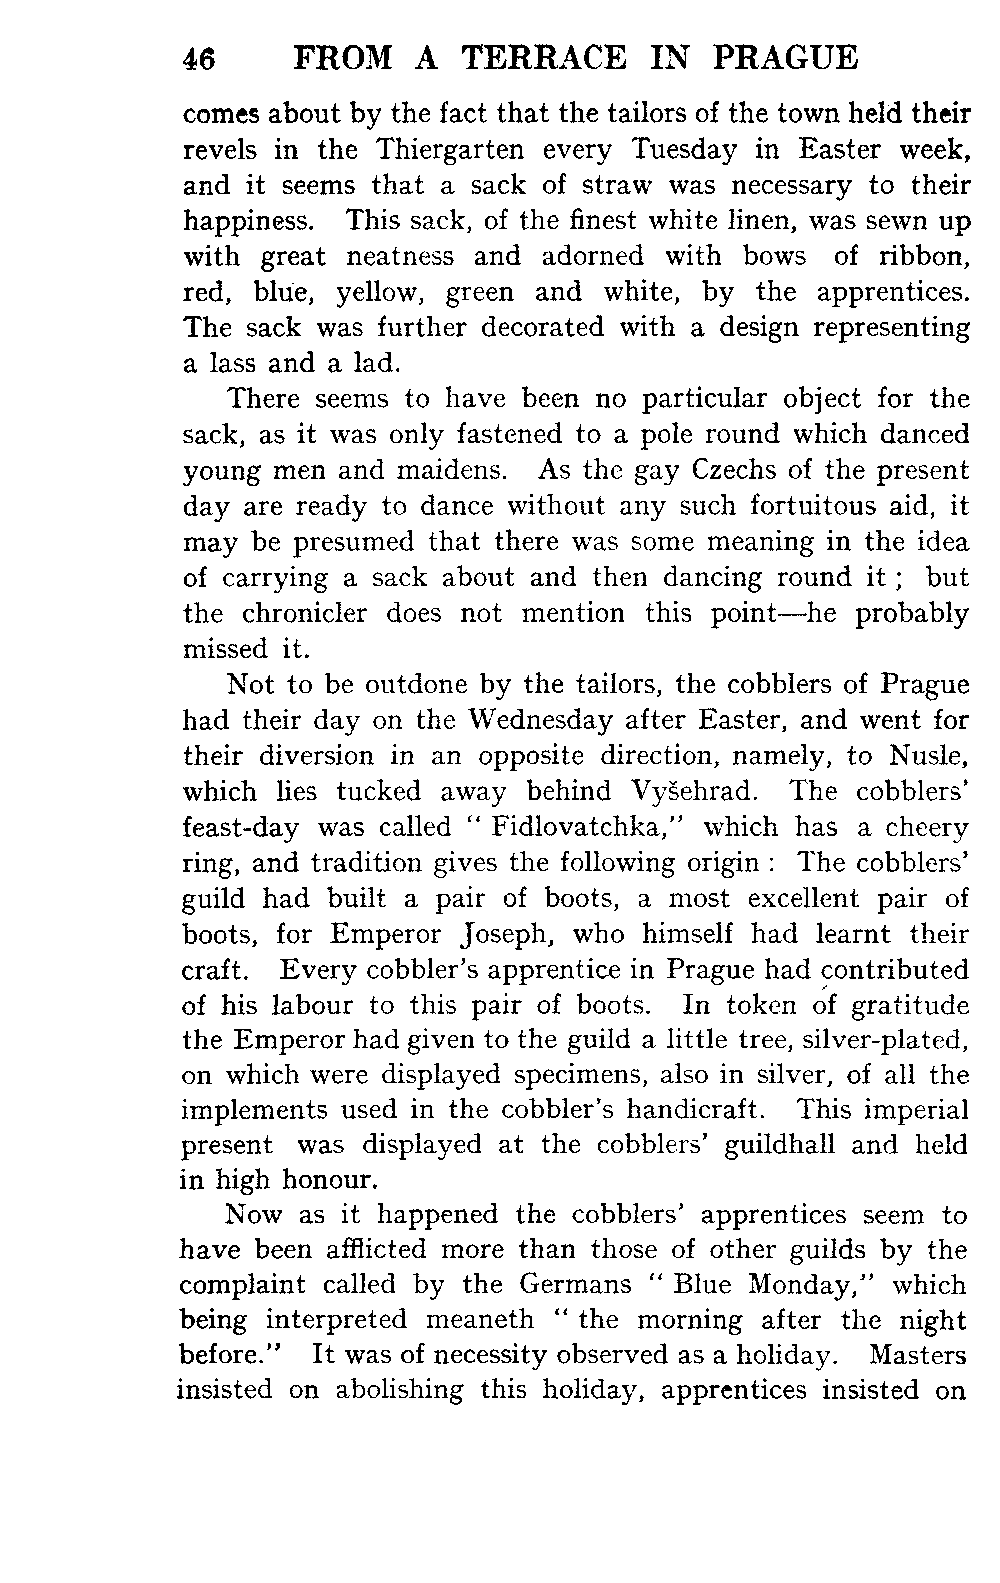 46 FROM A TERRACE IN PRAGUE
comes about by the fact that the tailors of the town held their
revels in the Thiergarten every Tuesday in Easter week,
and it seems that a sack of straw was necessary to their
happiness. This sack, of the finest white linen, was sewn up
with great neatness and adorned with bows of ribbon,
red, blue, yellow, green and white, by the apprentices.
The sack was further decorated with a design representing
a lass and a lad.
There seems to have been no particular object for the
sack, as it was only fastened to a pole round which danced
young men and maidens. As the gay Czechs of the present
day are ready to dance without any such fortuitous aid, it
may be presumed that there was some meaning in the idea
of carrying a sack about and then dancing round it ; but
the chronicler does not mention this point—he probably
missed it.
Not to be outdone by the tailors, the cobblers of Prague
had their day on the Wednesday after Easter, and went for
their diversion in an opposite direction, namely, to Nusle,
which lies tucked away behind Vyšehrad. The cobblers'
feast-day was called " Fidlovatchka," which has a cheery
ring, and tradition gives the following origin : The cobblers'
guild had built a pair of boots, a most excellent pair of
boots, for Emperor Joseph, who himself had learnt their
craft. Every cobbler's apprentice in Prague had contributed
of his labour to this pair of boots. In token of gratitude
the Emperor had given to the guild a little tree, silver-plated,
on which were displayed specimens, also in silver, of all the
implements used in the cobbler's handicraft. This imperial
present was displayed at the cobblers' guildhall and held
in high honour.
Now as it happened the cobblers' apprentices seem to
have been afflicted more than those of other guilds by the
complaint called by the Germans " Blue Monday," which
being interpreted meaneth " the morning after the night
before." It was of necessity observed as a holiday. Masters
insisted on abolishing this holiday, apprentices insisted on